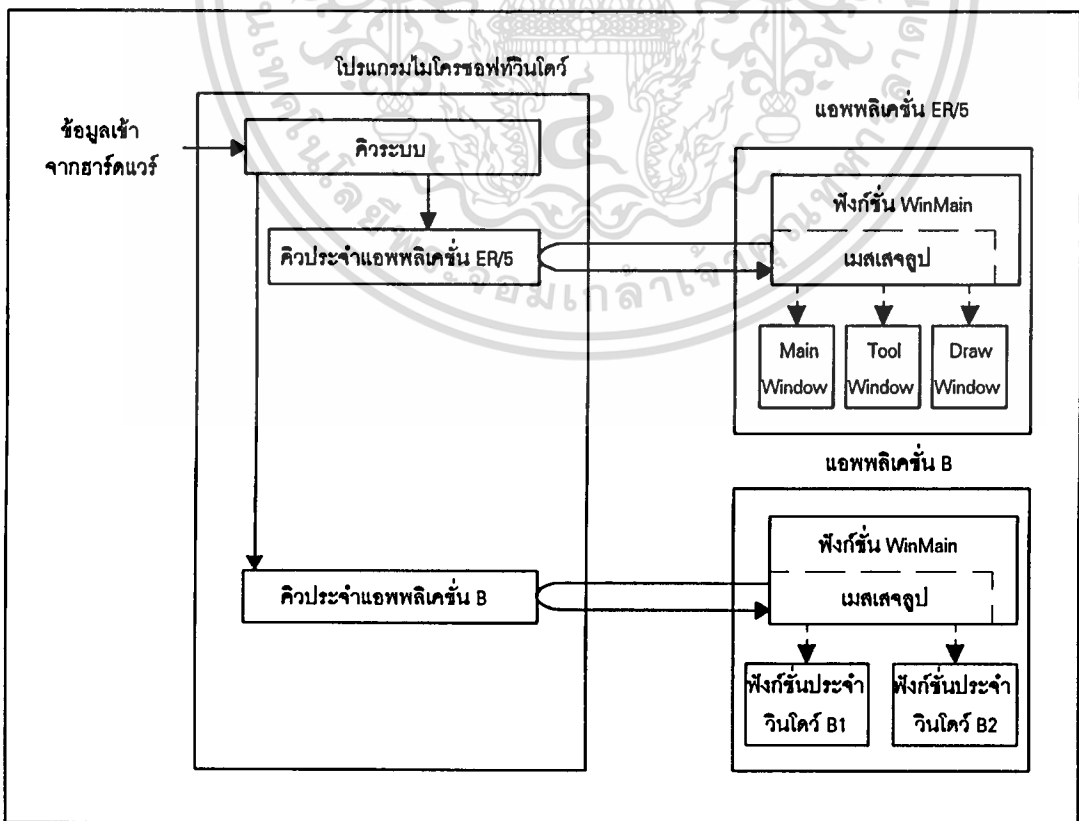 โปรแกรมไมโครซอฟท์วินโดว์
ข้อมูลเข้า
จากฮาร์ดแวร์
คิวระบบ
คิวประจำแอพพลิเคชั่น ER/5
แอพพลิเคชั่น ER/5
ฟังก์ชั่น WinMain
เมสเสจลูป
Main
Window
Tool
Window
Draw
Window
แอพพลิเคชั่น B
คิวประจำแอพพลิเคชั่น B
ฟังก์ชั่น WinMain
เมสเสจลูป
ฟังก์ชั่นประจำ
วินโดว์ B1
ฟังก์ชั่นประจำ
วินโดว์ B2